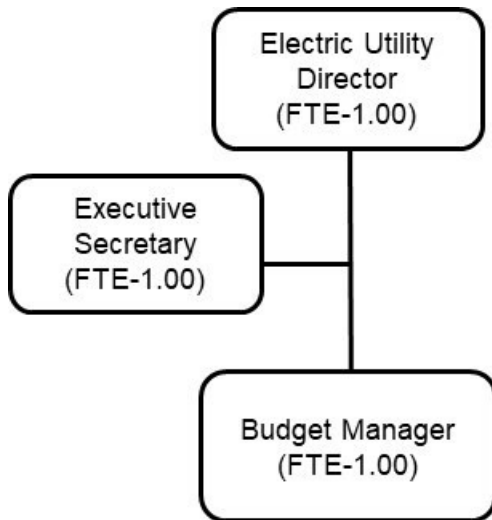 Electric Utility
Director
(FTE-1.00)
Executive
Secretary
(FTE-1.00)
Budget Manager
(FTE-1.00)